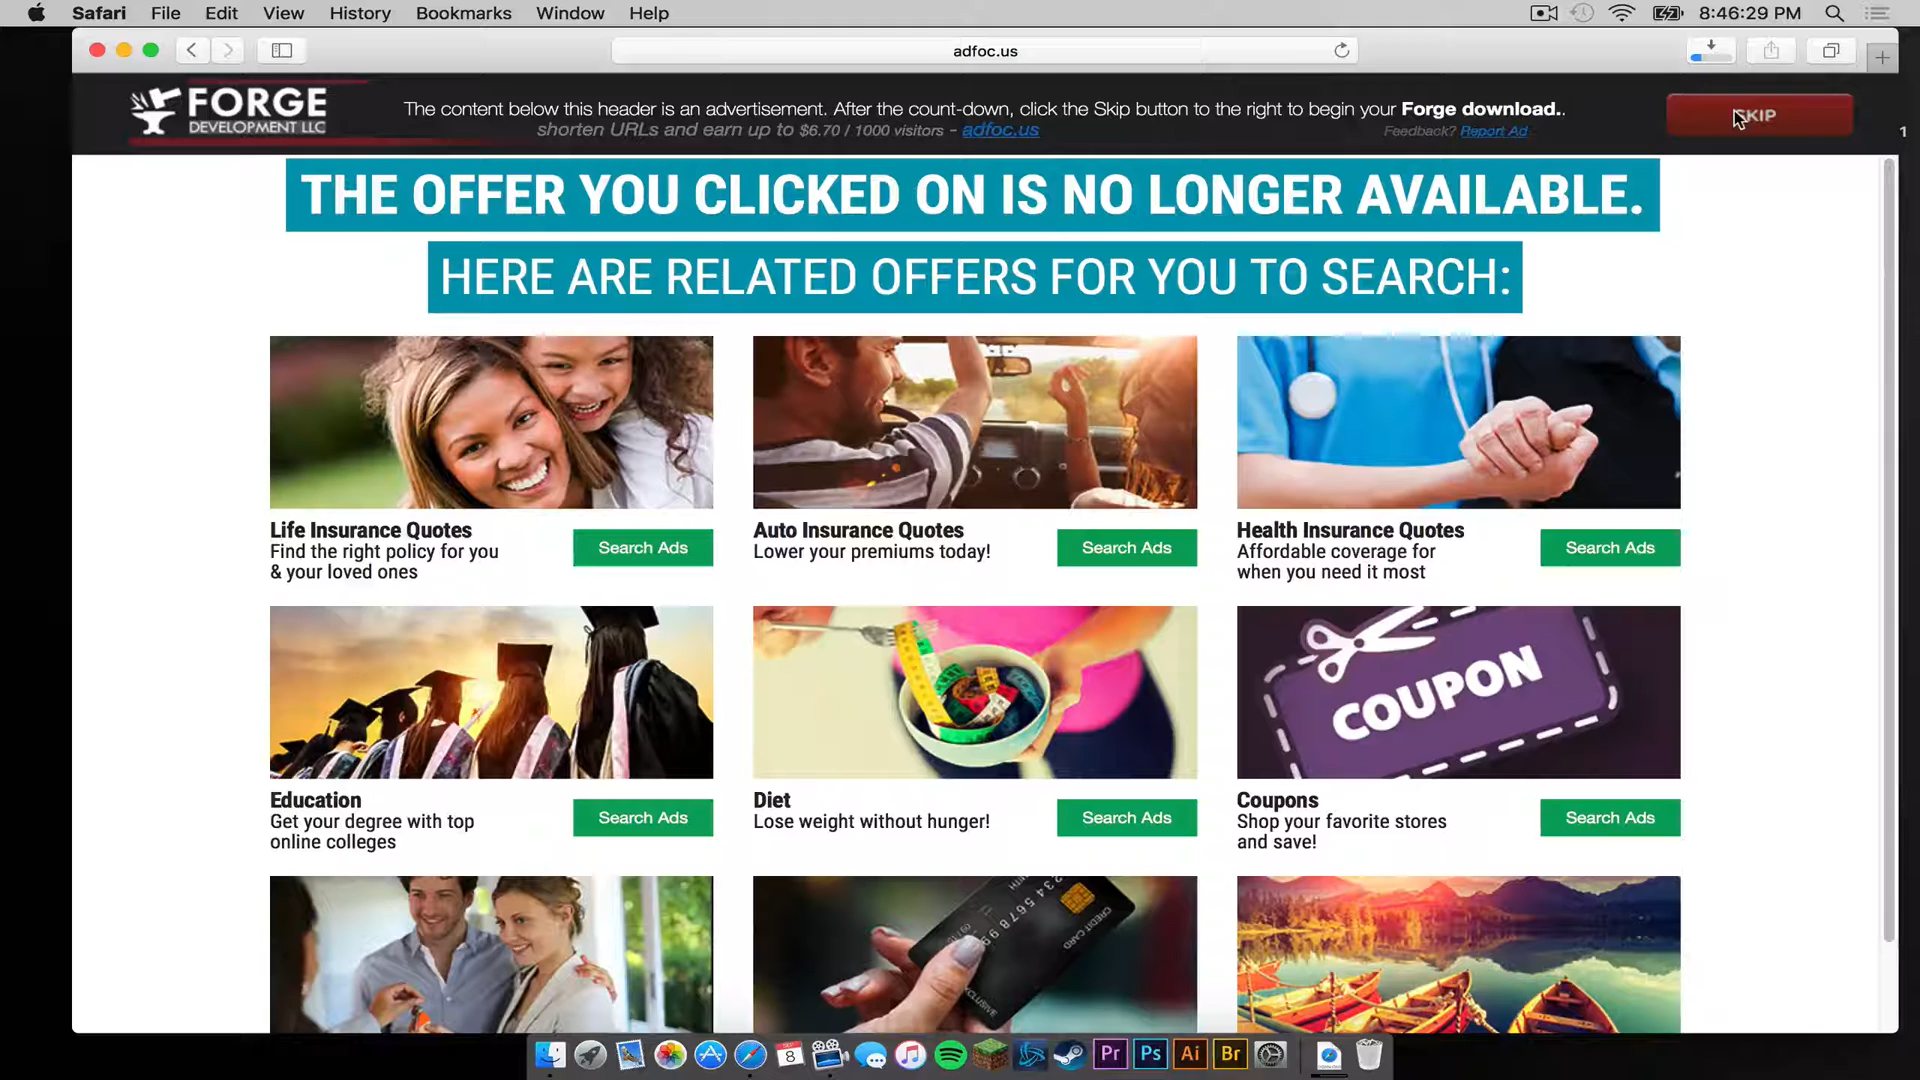 Safari File Edit View History Bookmarks Window Help 8:46:29 PM
adfoc.us
FORGE
DEVELOPMENT LLC
The content below this header is an advertisement. After the count-down, click the Skip button to the right to begin your Forge download..
shorten URLs and earn up to $6.70 / 1000 visitors - adfoc.us
Feedback? Report Ad
SKIP
1
THE OFFER YOU CLICKED ON IS NO LONGER AVAILABLE.
HERE ARE RELATED OFFERS FOR YOU TO SEARCH:
Life Insurance Quotes
Find the right policy for you
& your loved ones
Search Ads
Auto Insurance Quotes
Lower your premiums today!
Search Ads
Health Insurance Quotes
Affordable coverage for
when you need it most
Search Ads
COUPON
Education
Get your degree with top
online colleges
Search Ads
Diet
Lose weight without hunger!
Search Ads
Coupons
Shop your favorite stores
and save!
Search Ads
CREDIT CARD
SEP
8
Pr
Ps
Ai
Br